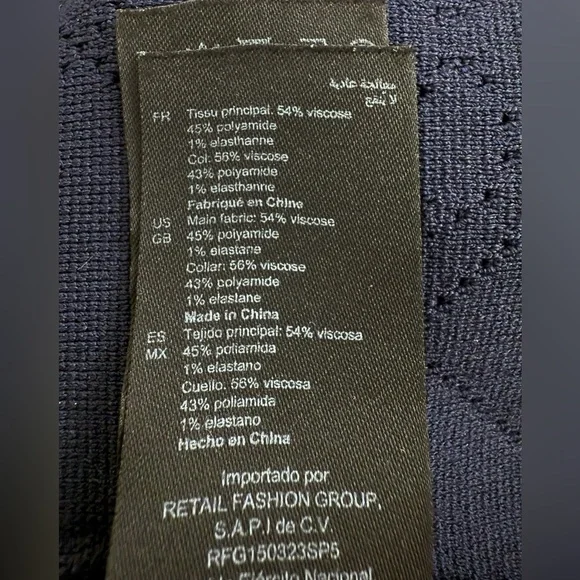 معالجة عادية
لا ينقع
FR Tissu principal: 54% viscose
45% polyamide
1% élasthanne
Col: 56% viscose
43% polyamide
1% elasthanne
Fabriqué en Chine
US Main fabric: 54% viscose
GB 45% polyamide
1% elastane
Collar: 56% viscose
43% polyamide
1% elastane
Made in China
ES Tejido principal: 54% viscosa
MX 45% poliamida
1% elastano
Cuello: 56% viscosa
43% poliamida
1% elastano
Hecho en China
Importado por
RETAIL FASHION GROUP,
S.A.P.I de C.V.
RFG150323SP5
Ejército Nacional